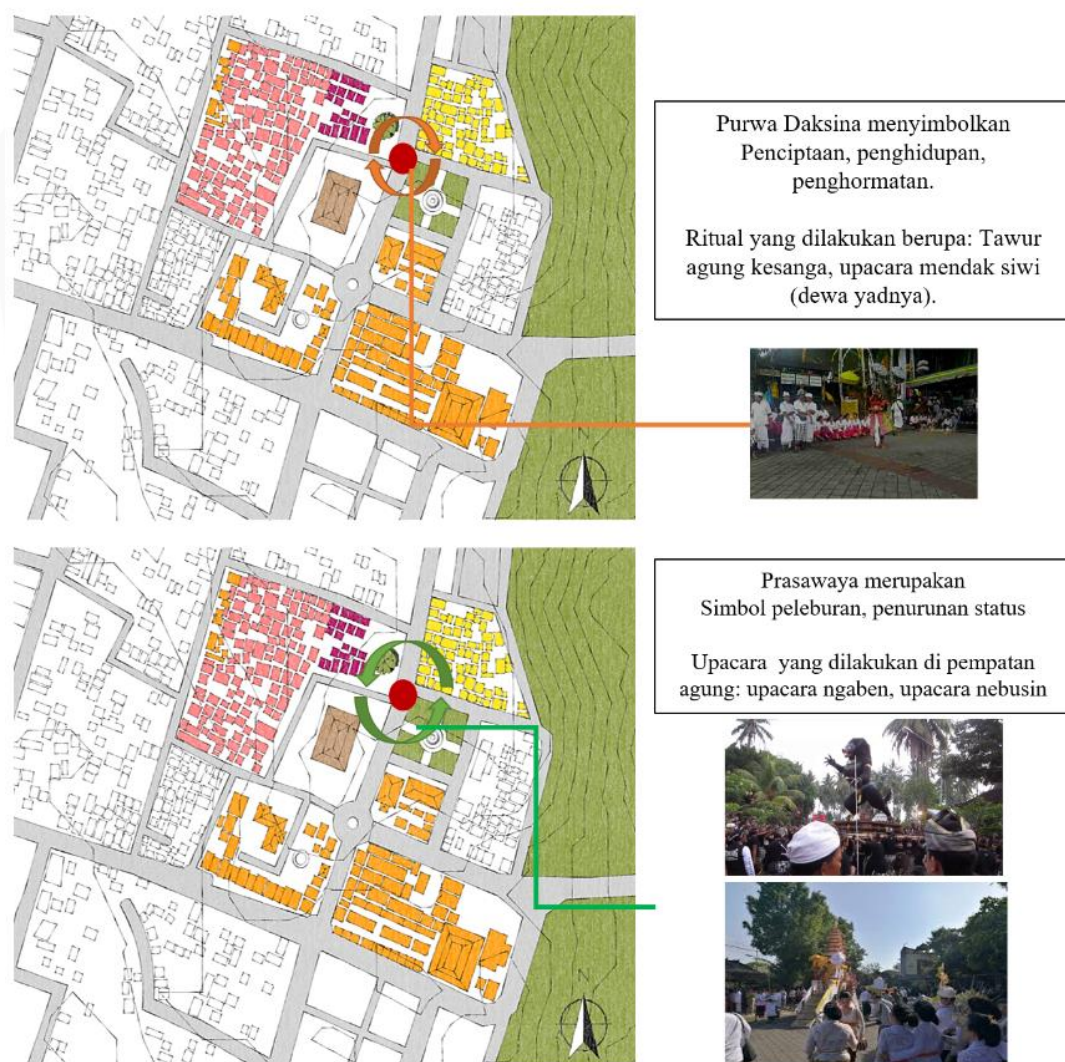 Purwa Daksina menyimbolkan
Penciptaan, penghidupan,
penghormatan.
Ritual yang dilakukan berupa: Tawur
agung kesanga, upacara mendak siwi
(dewa yadnya).
N
Prasawaya merupakan
Simbol peleburan, penurunan status
Upacara yang dilakukan di pempatan
agung: upacara ngaben, upacara nebusin
N